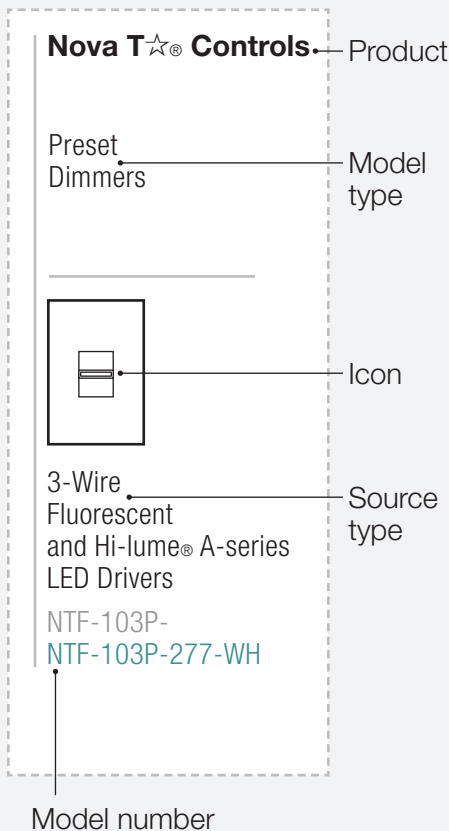 Nova T☆® Controls
Product
Preset
Dimmers
Model
type
Icon
3-Wire
Fluorescent
and Hi-lume® A-series
LED Drivers
Source
type
NTF-103P-
NTF-103P-277-WH
Model number